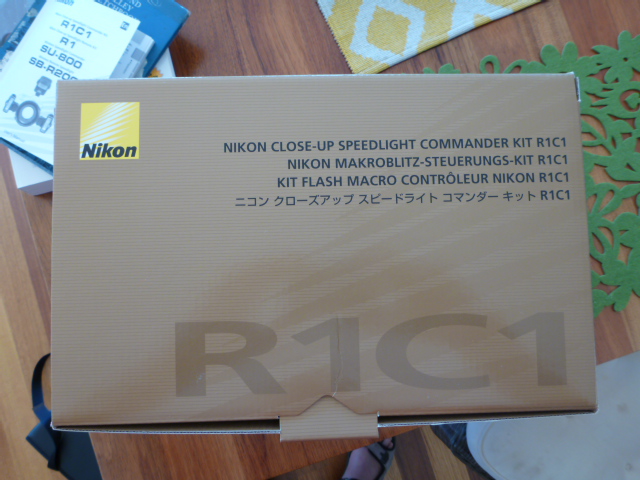 R1C1
R1
SU-800
SB-R200
Nikon
NIKON CLOSE-UP SPEEDLIGHT COMMANDER KIT R1C1
NIKON MAKROBLITZ-STEUERUNGS-KIT R1C1
KIT FLASH MACRO CONTRÔLEUR NIKON R1C1
ニコン クローズアップ スピードライト コマンダー キット R1C1
R1C1